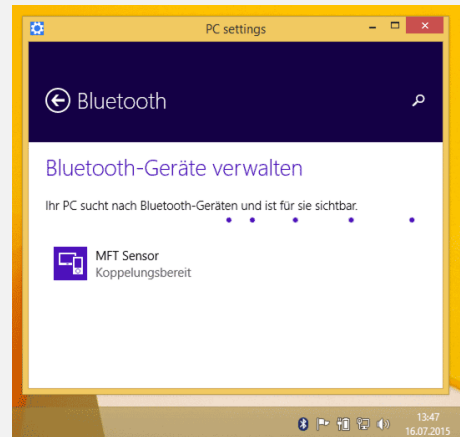 PC settings
Bluetooth
Bluetooth-Geräte verwalten
Ihr PC sucht nach Bluetooth-Geräten und ist für sie sichtbar.
MFT Sensor
Koppelungsbereit
13:47
16.07.2015